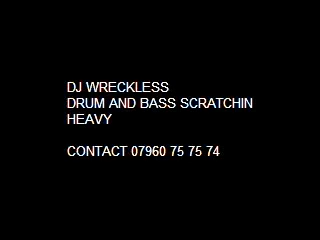 DJ WRECKLESS
DRUM AND BASS SCRATCHIN
HEAVY
CONTACT 07960 75 75 74